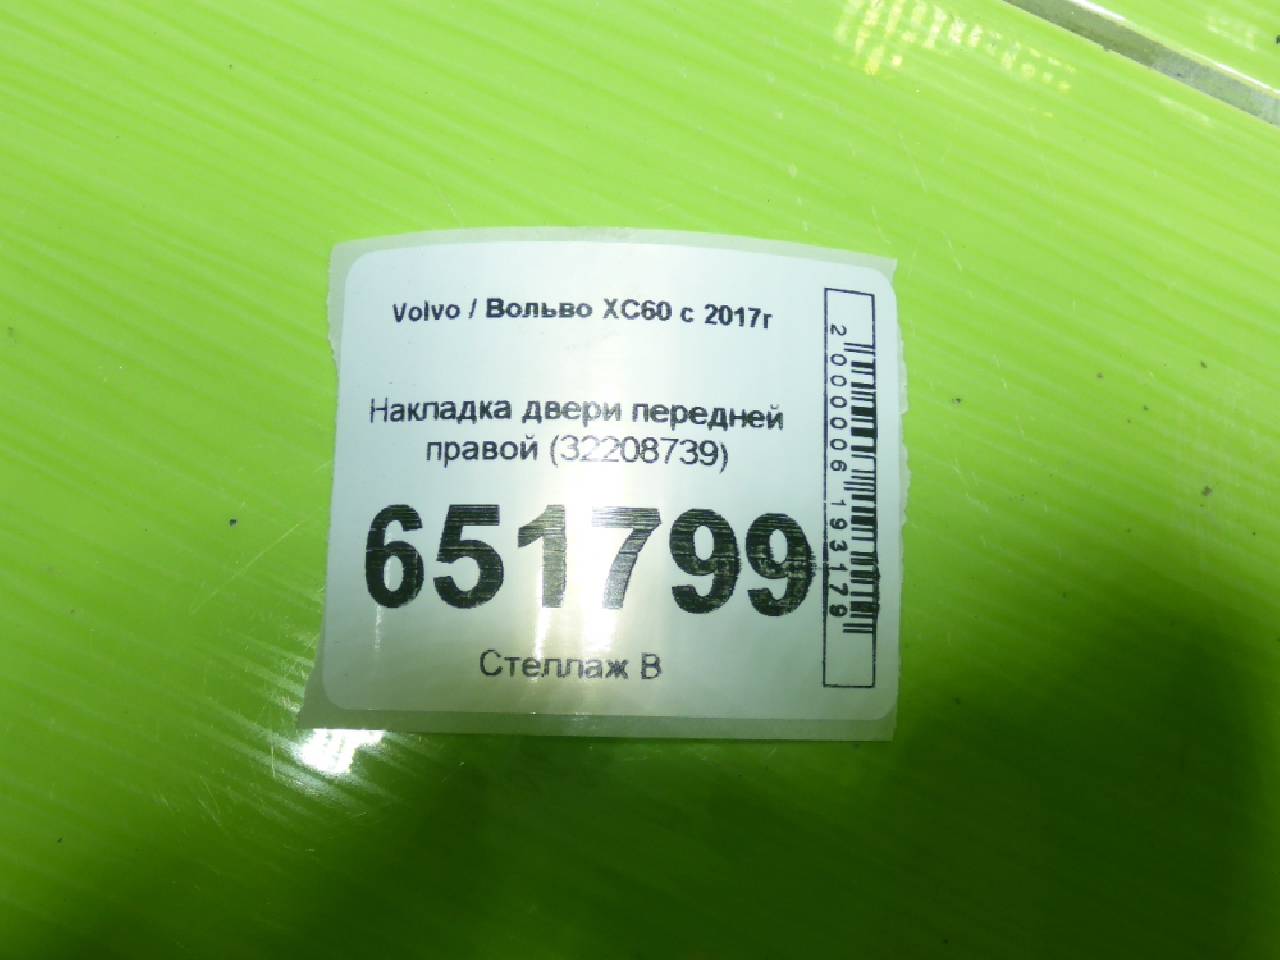 Volvo / Вольво XC60 с 2017г
Накладка двери передней
правой (32208739)
651799
Стеллаж В
2000006193179